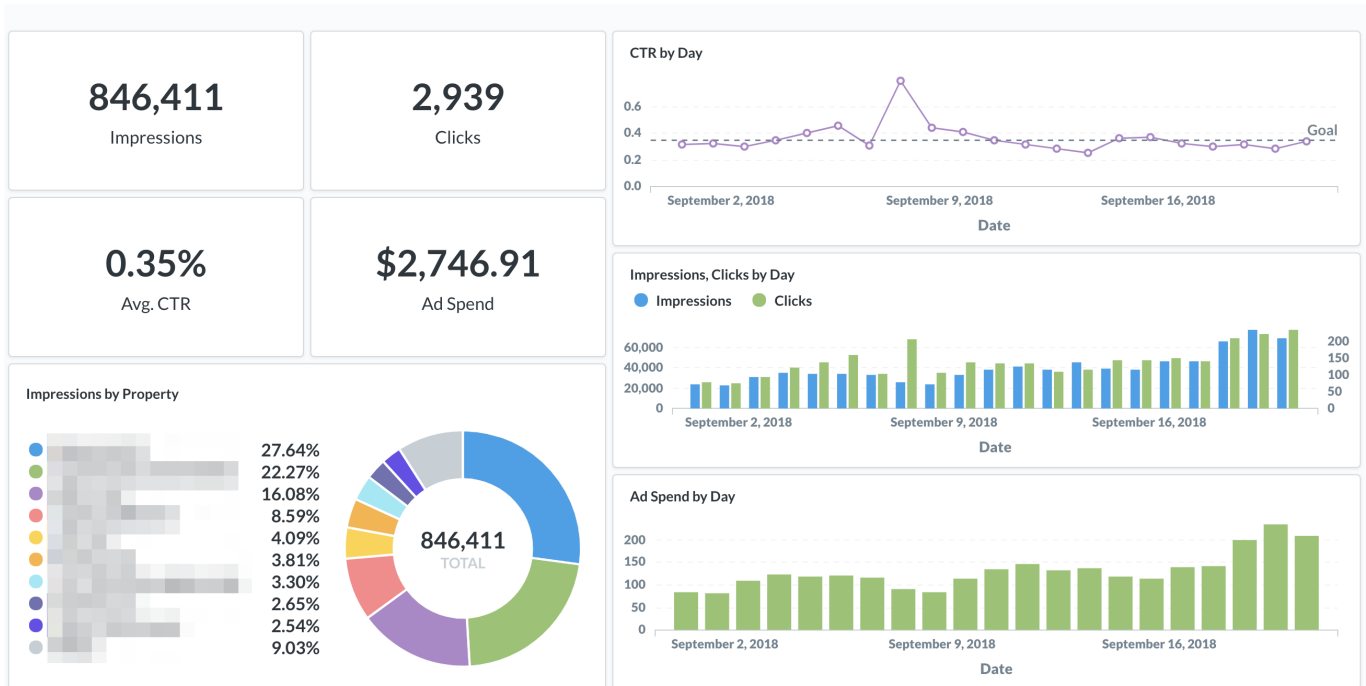 846,411
Impressions
2,939
Clicks
0.35%
Avg. CTR
$2,746.91
Ad Spend
Impressions by Property
27.64%
22.27%
16.08%
8.59%
4.09%
3.81%
3.30%
2.65%
2.54%
9.03%
846,411
TOTAL
CTR by Day
0.6
0.4
0.2
0.0
Goal
September 2, 2018
September 9, 2018
September 16, 2018
Date
Impressions, Clicks by Day
Impressions
Clicks
60,000
40,000
20,000
0
200
150
100
50
0
September 2, 2018
September 9, 2018
September 16, 2018
Date
Ad Spend by Day
200
150
100
50
0
September 2, 2018
September 9, 2018
September 16, 2018
Date